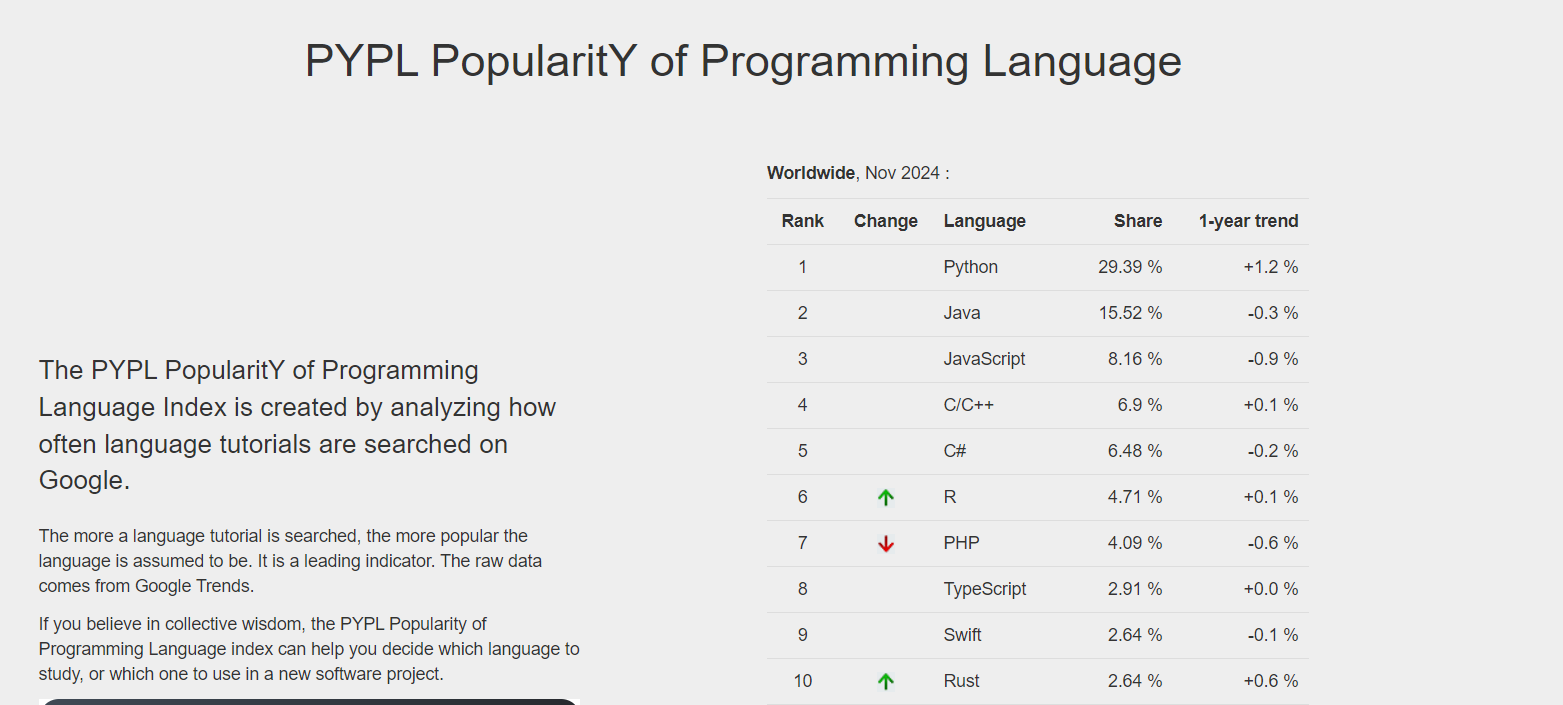 PYPL PopularitY of Programming Language
The PYPL PopularitY of Programming
Language Index is created by analyzing how
often language tutorials are searched on
Google.
The more a language tutorial is searched, the more popular the
language is assumed to be. It is a leading indicator. The raw data
comes from Google Trends.
If you believe in collective wisdom, the PYPL Popularity of
Programming Language index can help you decide which language to
study, or which one to use in a new software project.
Worldwide, Nov 2024 :
Rank Change Language Share 1-year trend
1 Python 29.39 % +1.2 %
2 Java 15.52 % -0.3 %
3 JavaScript 8.16 % -0.9 %
4 C/C++ 6.9 % +0.1 %
5 C# 6.48 % -0.2 %
6 R 4.71 % +0.1 %
7 PHP 4.09 % -0.6 %
8 TypeScript 2.91 % +0.0 %
9 Swift 2.64 % -0.1 %
10 Rust 2.64 % +0.6 %